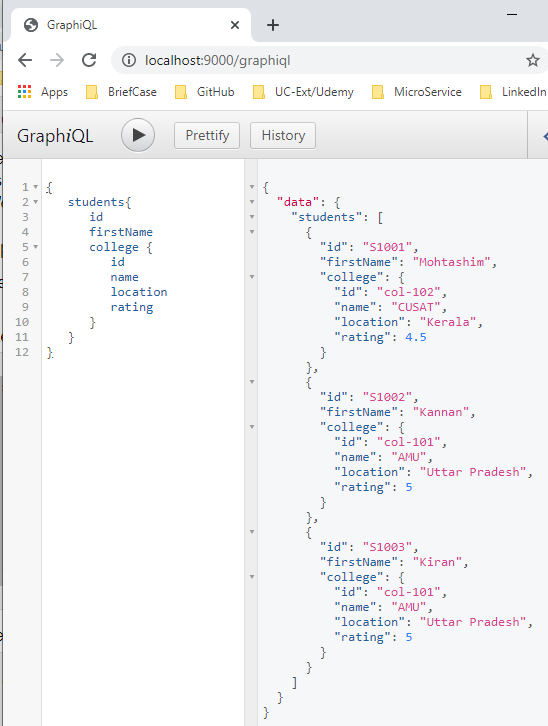 GraphiQL
localhost:9000/graphiql
Apps BriefCase GitHub UC-Ext/Udemy MicroService LinkedIn
GraphiQL Prettify History
1 {
2 students{
3 id
4 firstName
5 college {
6 id
7 name
8 location
9 rating
10 }
11 }
12 }
{
"data": {
"students": [
{
"id": "S1001",
"firstName": "Mohtashim",
"college": {
"id": "col-102",
"name": "CUSAT",
"location": "Kerala",
"rating": 4.5
}
},
{
"id": "S1002",
"firstName": "Kannan",
"college": {
"id": "col-101",
"name": "AMU",
"location": "Uttar Pradesh",
"rating": 5
}
},
{
"id": "S1003",
"firstName": "Kiran",
"college": {
"id": "col-101",
"name": "AMU",
"location": "Uttar Pradesh",
"rating": 5
}
}
]
}
}